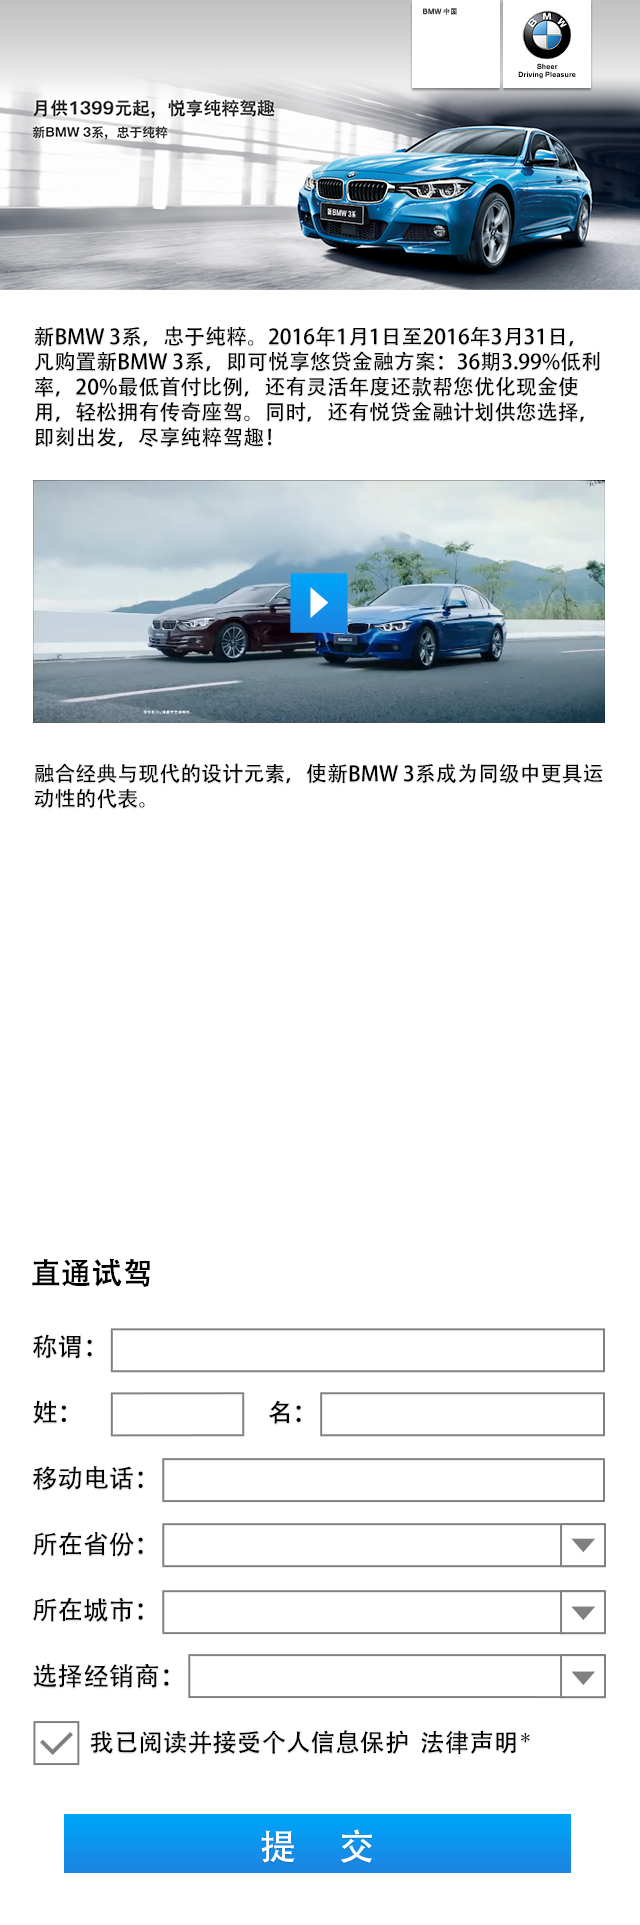 BMW 中国
BMW
Sheer
Driving Pleasure
月供1399元起，悦享纯粹驾趣
新BMW 3系，忠于纯粹
新BMW 3系
新BMW 3系，忠于纯粹。2016年1月1日至2016年3月31日，
凡购置新BMW 3系，即可悦享悠贷金融方案：36期3.99%低利
率，20%最低首付比例，还有灵活年度还款帮您优化现金使
用，轻松拥有传奇座驾。同时，还有悦贷金融计划供您选择，
即刻出发，尽享纯粹驾趣！
融合经典与现代的设计元素，使新BMW 3系成为同级中更具运
动性的代表。
直通试驾
称谓：
姓： 名：
移动电话：
所在省份：
所在城市：
选择经销商：
我已阅读并接受个人信息保护 法律声明*
提 交